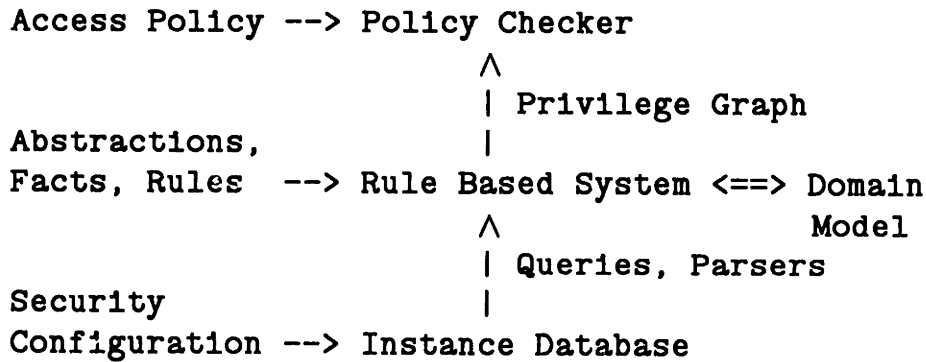 Access Policy --> Policy Checker
^
| Privilege Graph
Abstractions, |
Facts, Rules --> Rule Based System <==> Domain
^ Model
| Queries, Parsers
Security |
Configuration --> Instance Database